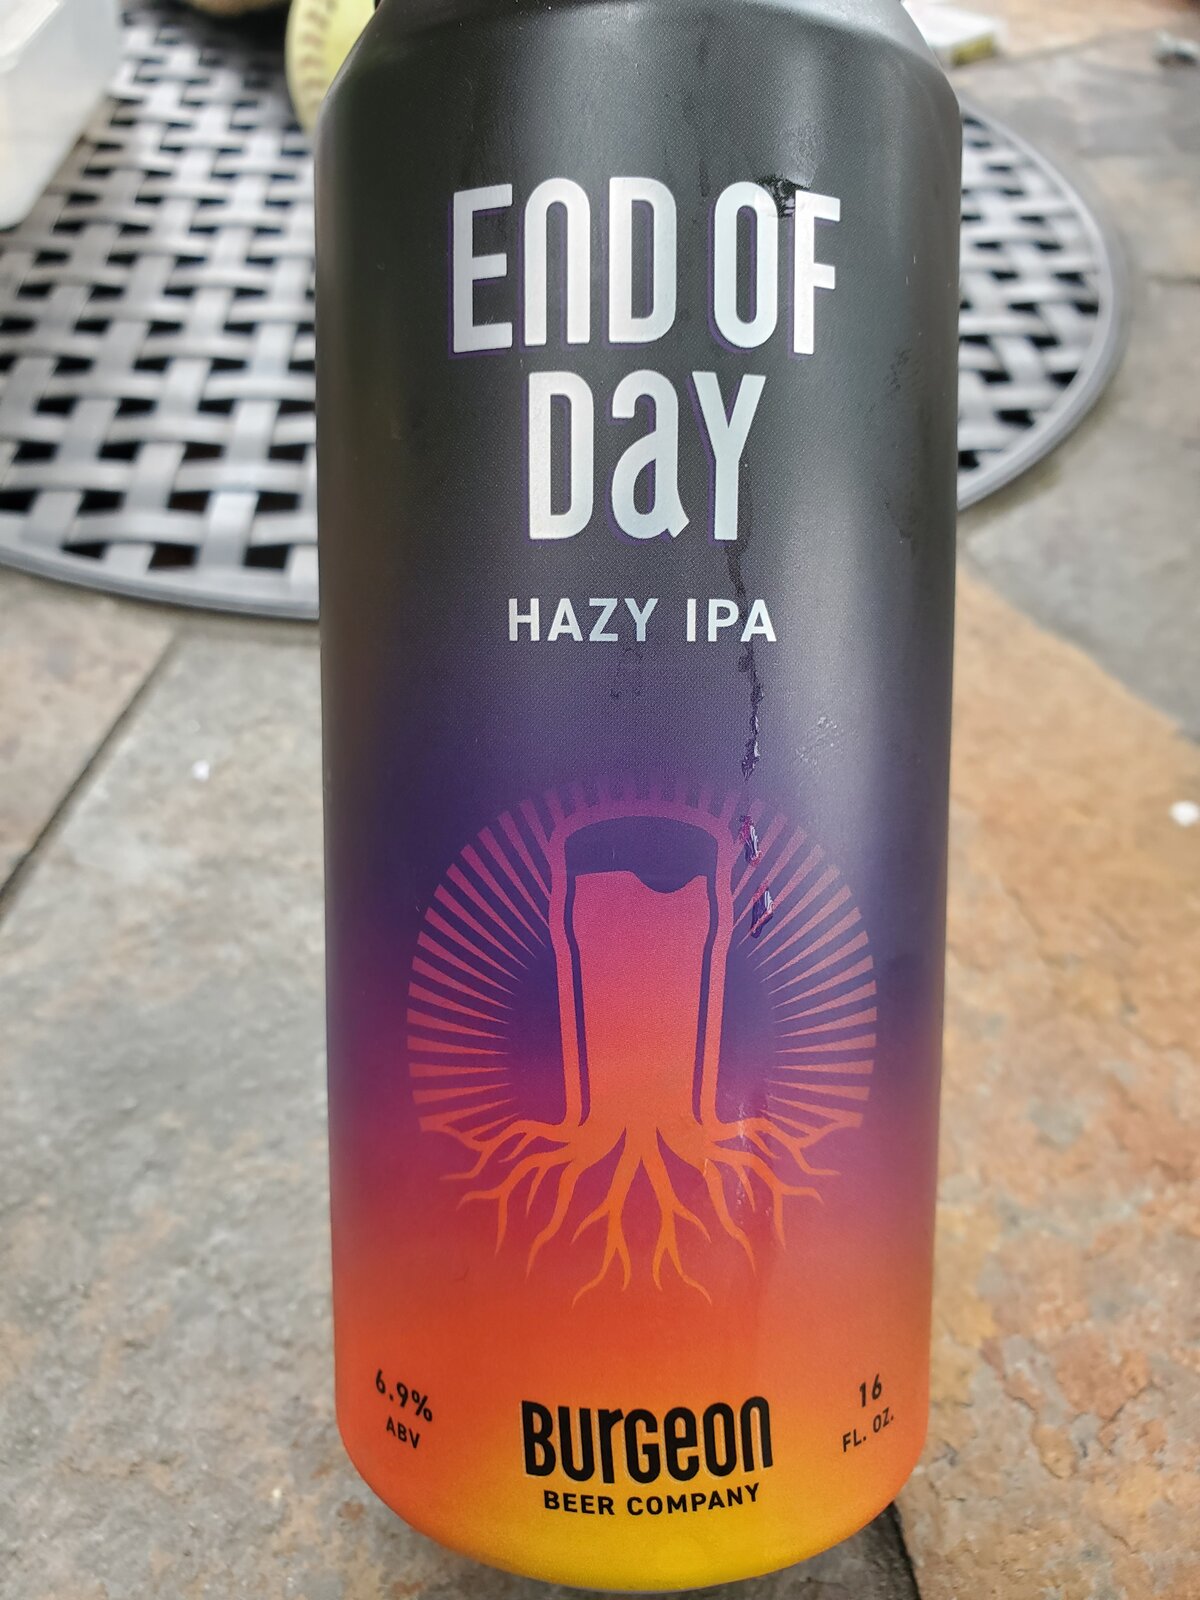 END OF
DAY
HAZY IPA
6.9%
ABV
BURGEON
BEER COMPANY
16
FL. OZ.